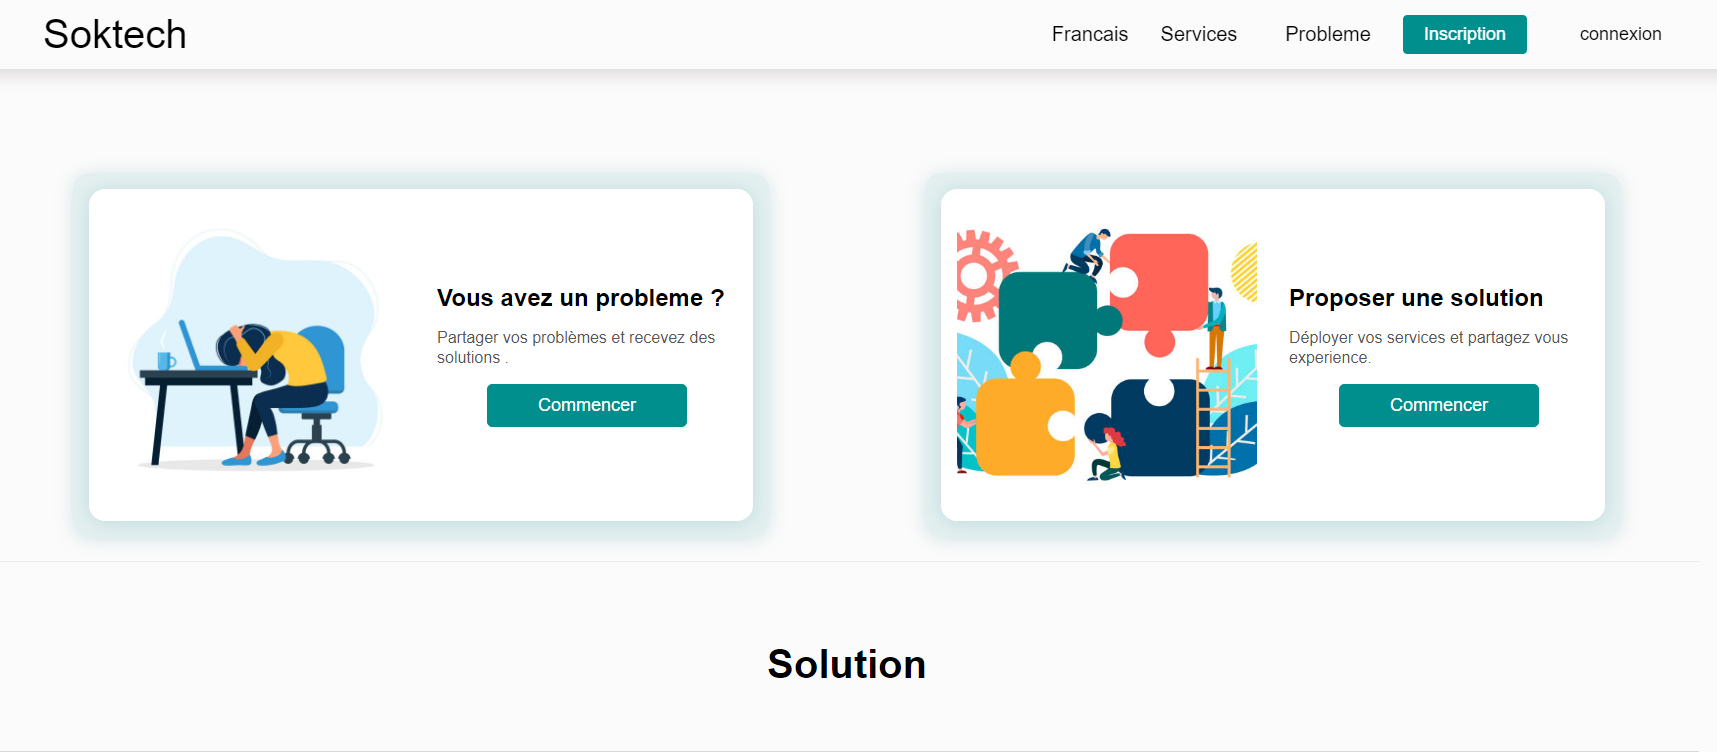 Soktech
Francais
Services
Probleme
Inscription
connexion
Vous avez un probleme ?
Partager vos problèmes et recevez des
solutions .
Commencer
Proposer une solution
Déployer vos services et partagez vous
experience.
Commencer
Solution